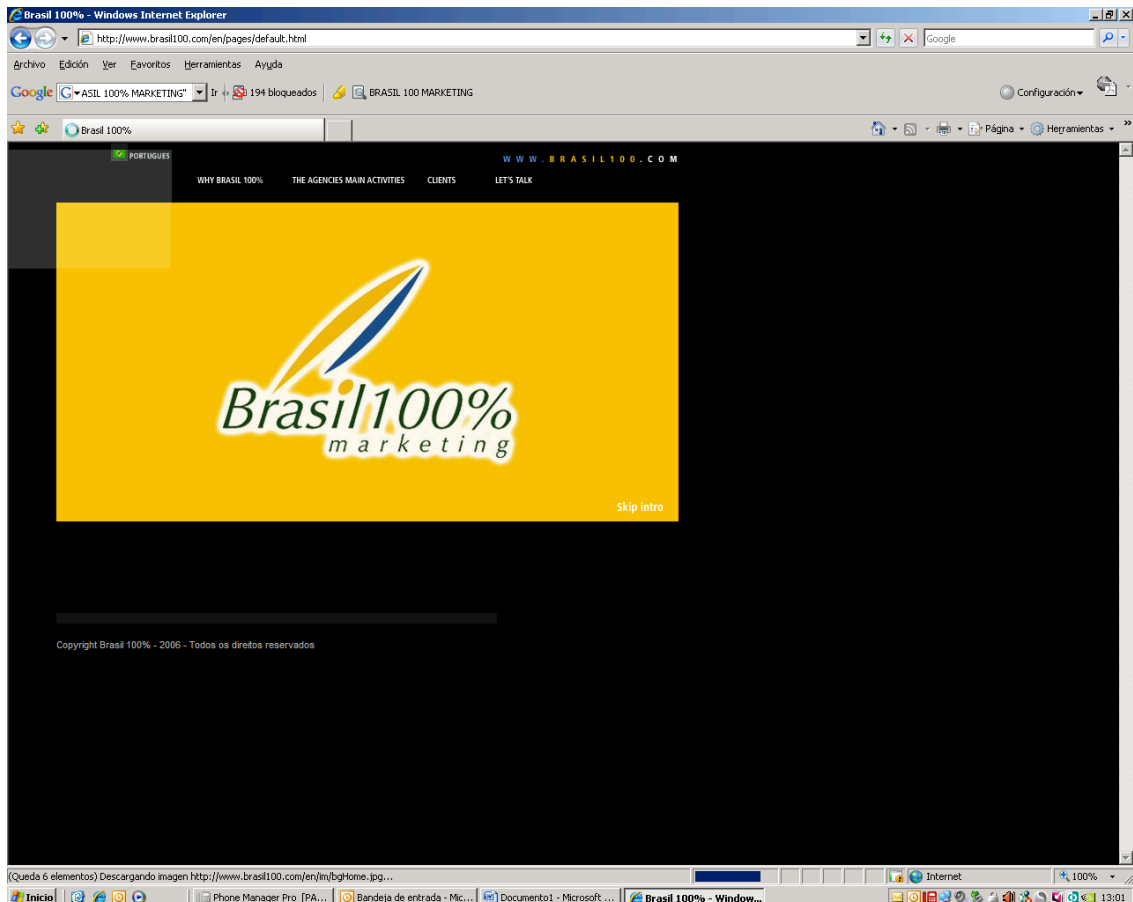 Brasil 100% - Windows Internet Explorer
http://www.brasil100.com/en/pages/default.html
Google
Archivo Edición Ver Favoritos Herramientas Ayuda
Google G ASIL 100% MARKETING" Ir 194 bloqueados BRASIL 100 MARKETING Configuración
Brasil 100% Página Herramientas »
PORTUGUES WWW.BRASIL100.COM
WHY BRASIL 100% THE AGENCIES MAIN ACTIVITIES CLIENTS LET'S TALK
Brasil100%
marketing
Skip intro
Copyright Brasil 100% - 2006 - Todos os direitos reservados
(Queda 6 elementos) Descargando imagen http://www.brasil100.com/en/im/bgHome.jpg... Internet 100%
Inicio Phone Manager Pro [PA... Bandeja de entrada - Mic... Documento1 - Microsoft ... Brasil 100% - Window... 13:01